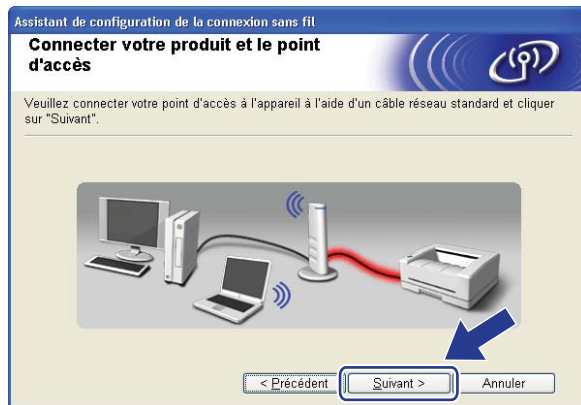 Assistant de configuration de la connexion sans fil
Connecter votre produit et le point
d'accès
Veuillez connecter votre point d'accès à l'appareil à l'aide d'un câble réseau standard et cliquer
sur "Suivant".
< Précédent
Suivant >
Annuler